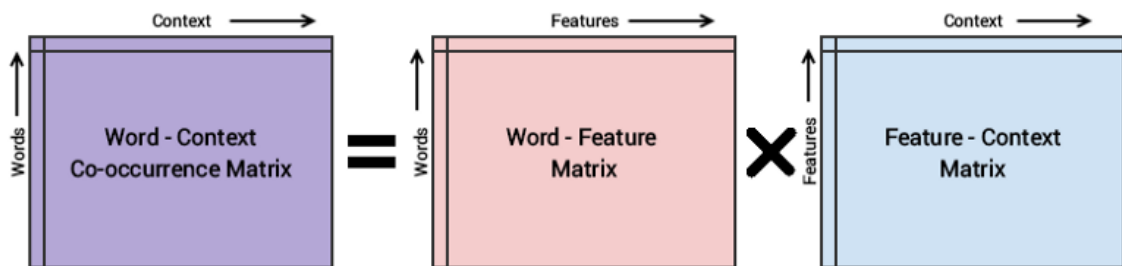 Context
Features
Context
Words
Word - Context
Co-occurrence Matrix
Words
Word - Feature
Matrix
Features
Feature - Context
Matrix